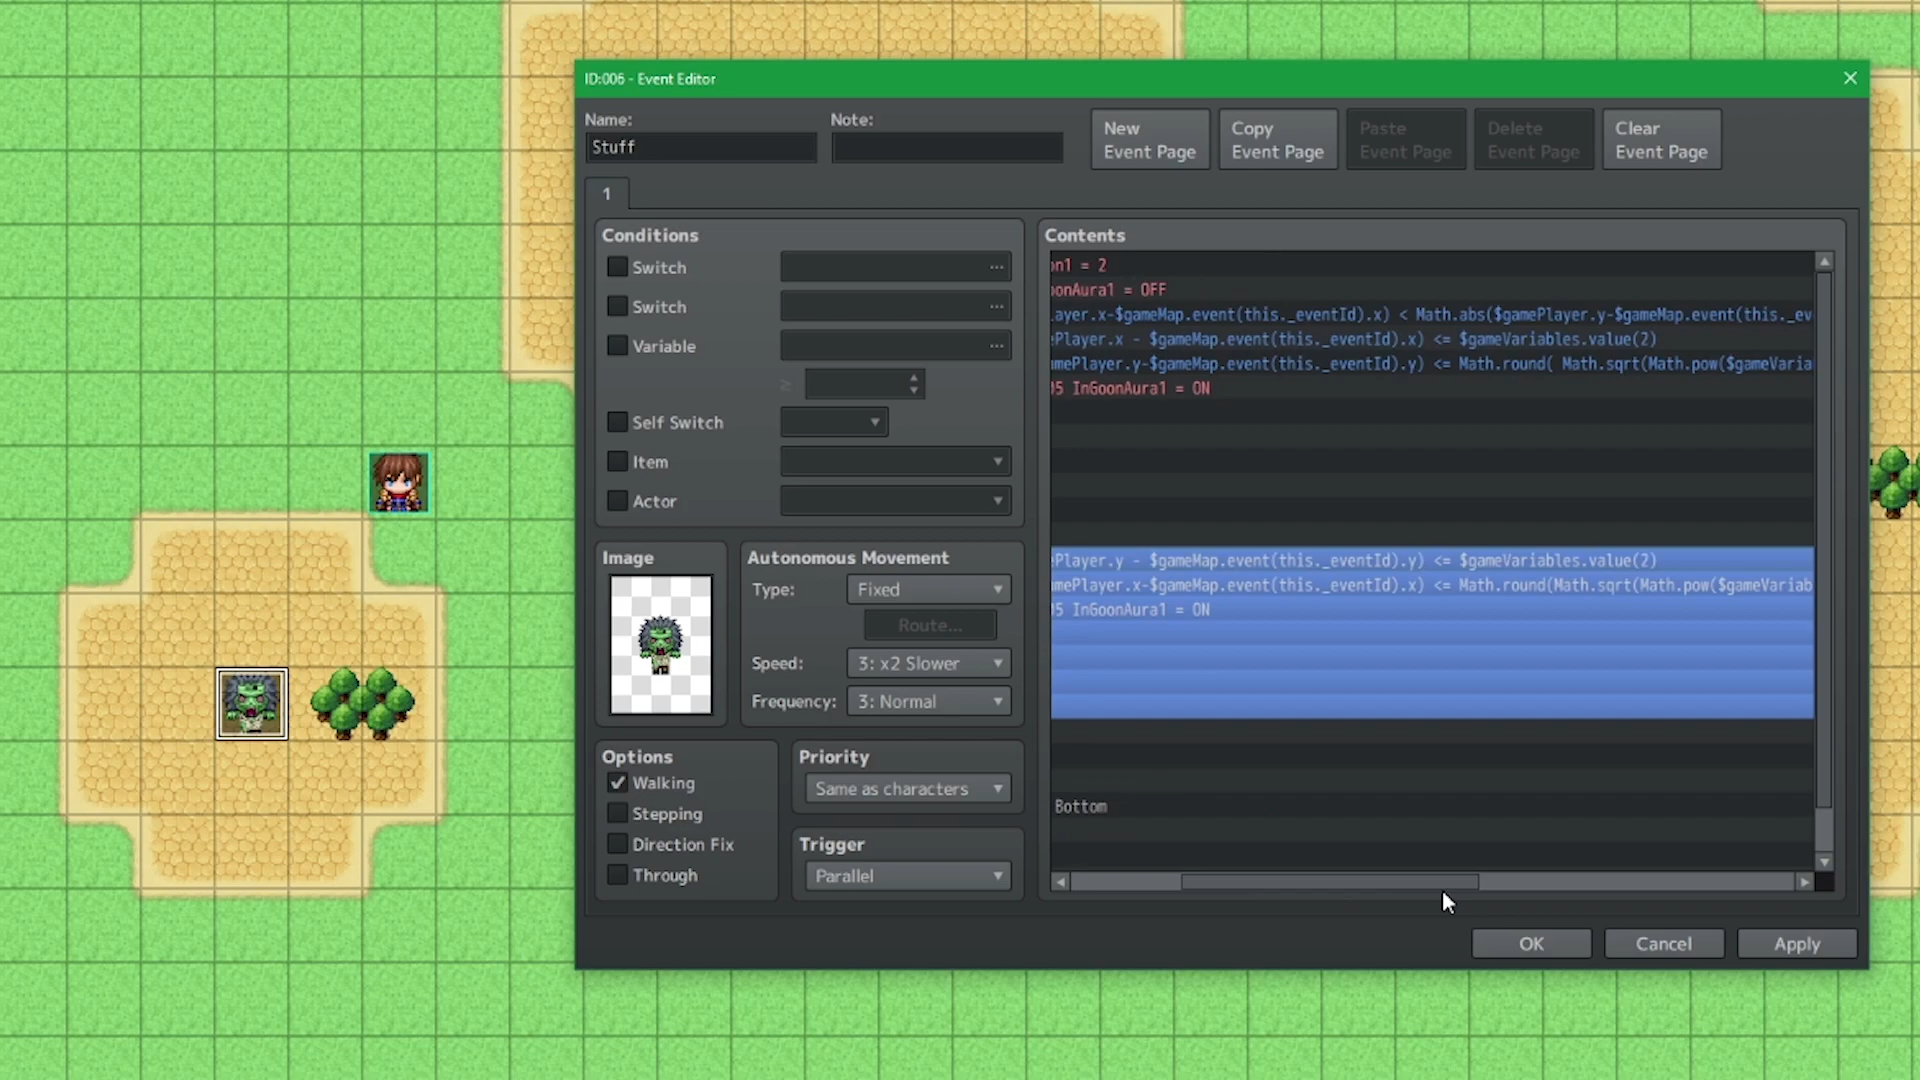 ID:006 - Event Editor
Name:
Note:
Stuff
New
Event Page
Copy
Event Page
Paste
Event Page
Delete
Event Page
Clear
Event Page
1
Conditions
Switch
...
Switch
...
Variable
...
≥
Self Switch
Item
Actor
Image
Autonomous Movement
Type:
Fixed
Route...
Speed:
3: x2 Slower
Frequency:
3: Normal
Options
Walking
Stepping
Direction Fix
Through
Priority
Same as characters
Trigger
Parallel
Contents
on1 = 2
oonAura1 = OFF
ayer.x-$gameMap.event(this._eventId).x) < Math.abs($gamePlayer.y-$gameMap.event(this._ev
ePlayer.x - $gameMap.event(this._eventId).x) <= $gameVariables.value(2)
mePlayer.y-$gameMap.event(this._eventId).y) <= Math.round( Math.sqrt(Math.pow($gameVaria
05 InGoonAura1 = ON
ePlayer.y - $gameMap.event(this._eventId).y) <= $gameVariables.value(2)
mePlayer.x-$gameMap.event(this._eventId).x) <= Math.round(Math.sqrt(Math.pow($gameVariab
05 InGoonAura1 = ON
Bottom
OK
Cancel
Apply